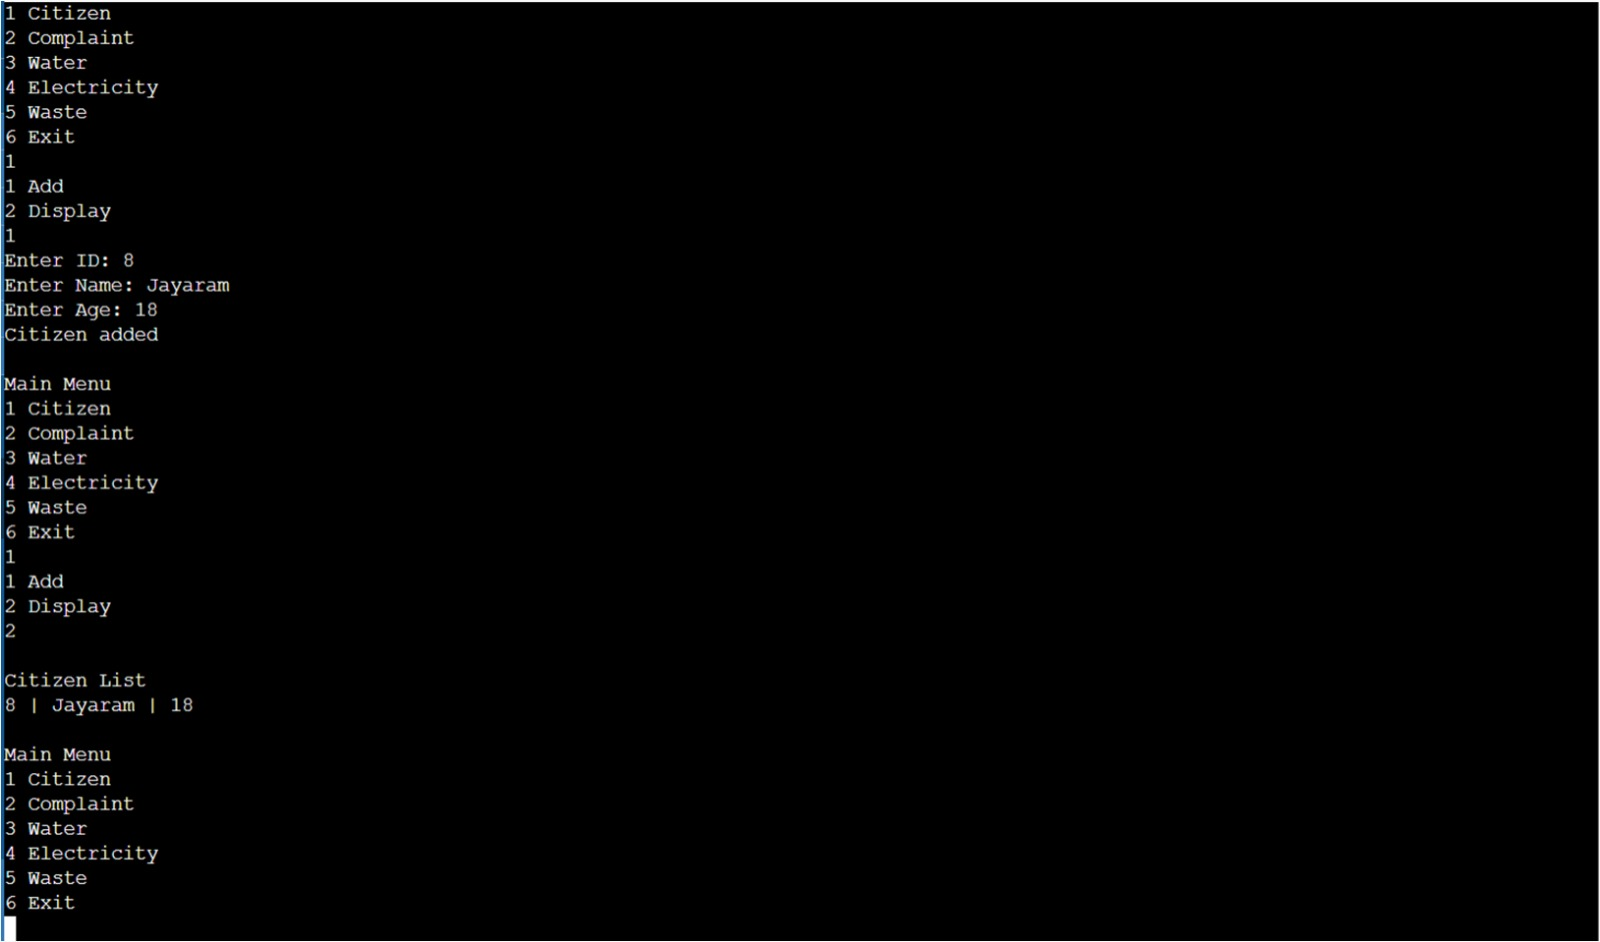 1 Citizen
2 Complaint
3 Water
4 Electricity
5 Waste
6 Exit
1
1 Add
2 Display
1
Enter ID: 8
Enter Name: Jayaram
Enter Age: 18
Citizen added
Main Menu
1 Citizen
2 Complaint
3 Water
4 Electricity
5 Waste
6 Exit
1
1 Add
2 Display
2
Citizen List
8 | Jayaram | 18
Main Menu
1 Citizen
2 Complaint
3 Water
4 Electricity
5 Waste
6 Exit